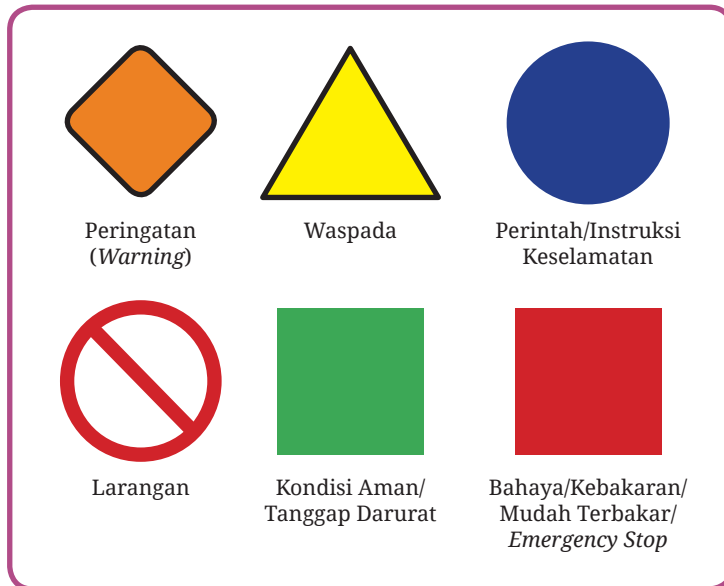 Peringatan
(Warning)
Waspada
Perintah/Instruksi
Keselamatan
Larangan
Kondisi Aman/
Tanggap Darurat
Bahaya/Kebakaran/
Mudah Terbakar/
Emergency Stop